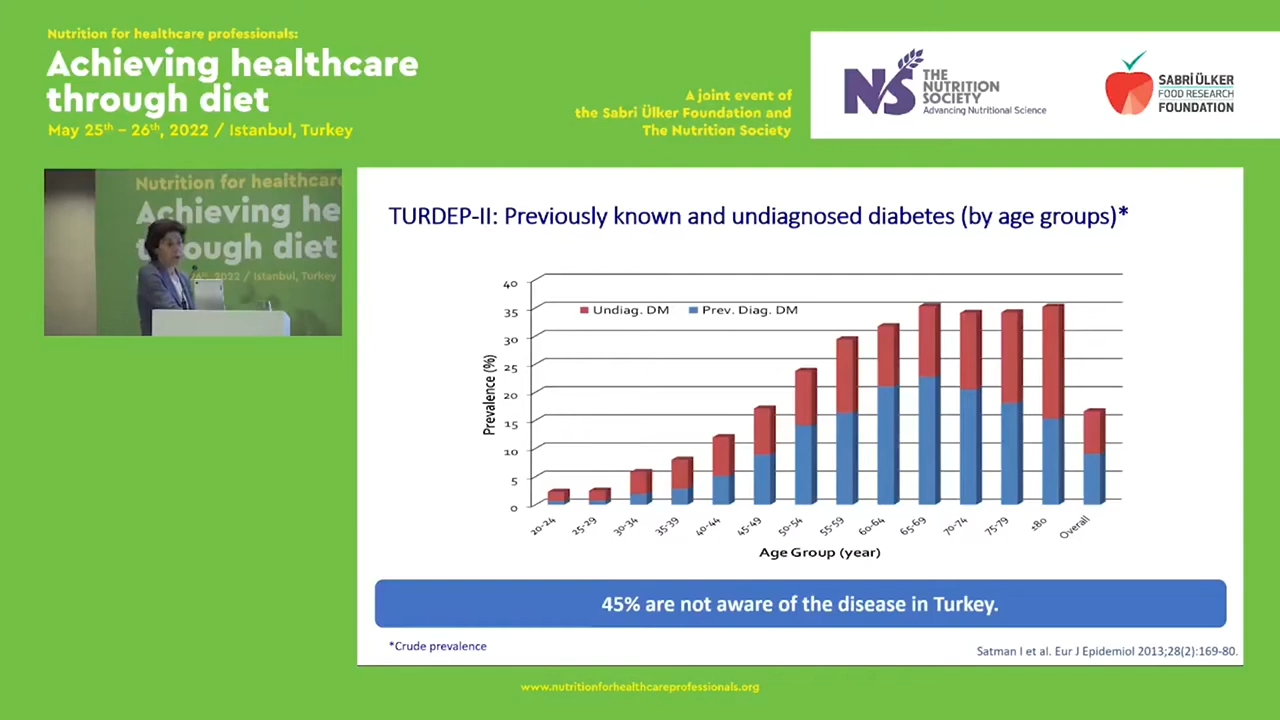 Nutrition for healthcare professionals:
Achieving healthcare
through diet
May 25th – 26th, 2022 / Istanbul, Turkey
A joint event of
the Sabri Ülker Foundation and
The Nutrition Society
NS
THE
NUTRITION
SOCIETY
Advancing Nutritional Science
SABRİ ÜLKER
FOOD RESEARCH
FOUNDATION
Nutrition for healthcare
Achieving he
through diet
6th, 2022 / Istanbul, Turkey
TURDEP-II: Previously known and undiagnosed diabetes (by age groups)*
Undiag. DM
Prev. Diag. DM
Prevalence (%)
40
35
30
25
20
15
10
5
0
20-24
25-29
30-34
35-39
40-44
45-49
50-54
55-59
60-64
65-69
70-74
75-79
±80
Overall
Age Group (year)
45% are not aware of the disease in Turkey.
*Crude prevalence
Satman I et al. Eur J Epidemiol 2013;28(2):169-80.
www.nutritionforhealthcareprofessionals.org